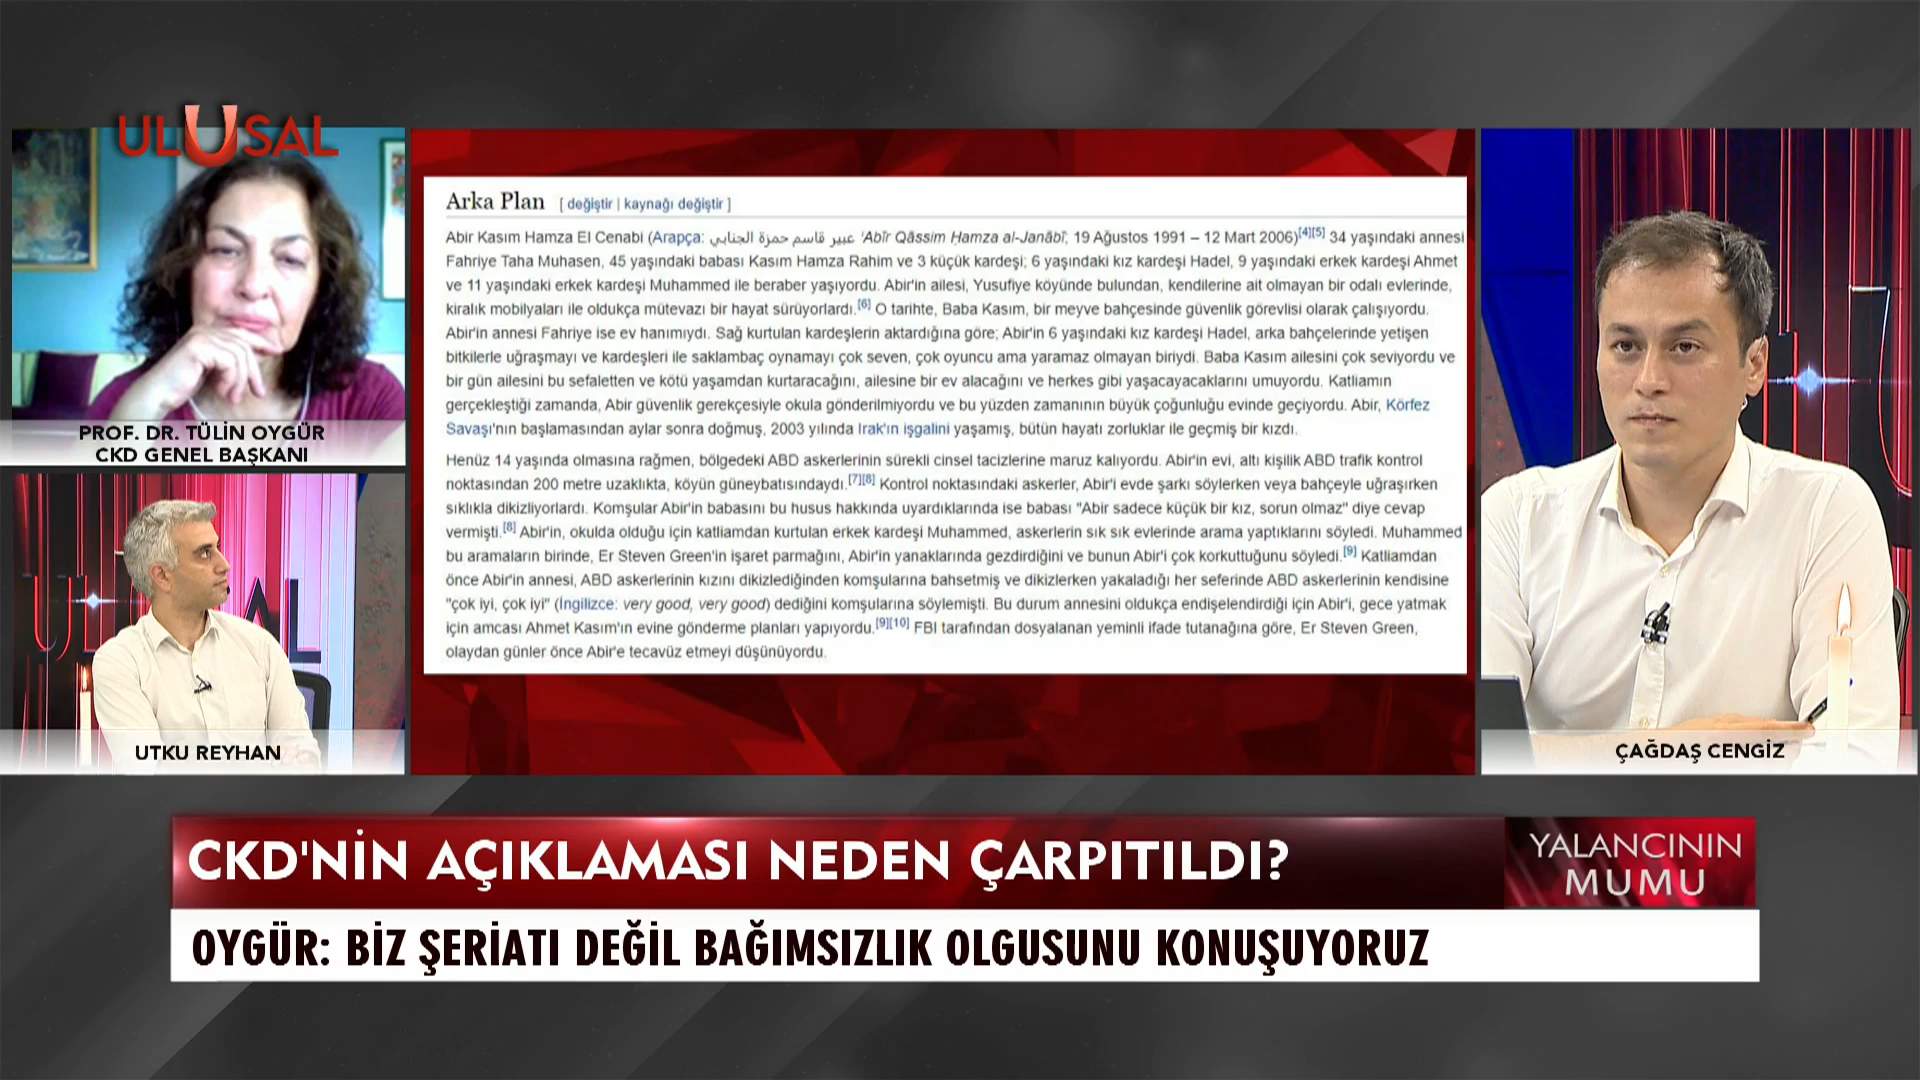 ULUSAL
Arka Plan [ değiştir | kaynağı değiştir ]
Abir Kasım Hamza El Cenabi (Arapça: عبير قاسم حمزة الجنابي 'Abīr Qāssim Ḥamza al-Janābī; 19 Ağustos 1991 – 12 Mart 2006)[4][5] 34 yaşındaki annesi
Fahriye Taha Muhasen, 45 yaşındaki babası Kasım Hamza Rahim ve 3 küçük kardeşi; 6 yaşındaki kız kardeşi Hadel, 9 yaşındaki erkek kardeşi Ahmet
ve 11 yaşındaki erkek kardeşi Muhammed ile beraber yaşıyordu. Abir'in ailesi, Yusufiye köyünde bulundan, kendilerine ait olmayan bir odalı evlerinde,
kiralık mobilyaları ile oldukça mütevazı bir hayat sürüyorlardı.[6] O tarihte, Baba Kasım, bir meyve bahçesinde güvenlik görevlisi olarak çalışıyordu.
Abir'in annesi Fahriye ise ev hanımıydı. Sağ kurtulan kardeşlerin aktardığına göre; Abir'in 6 yaşındaki kız kardeşi Hadel, arka bahçelerinde yetişen
bitkilerle uğraşmayı ve kardeşleri ile saklambaç oynamayı çok seven, çok oyuncu ama yaramaz olmayan biriydi. Baba Kasım ailesini çok seviyordu ve
bir gün ailesini bu sefaletten ve kötü yaşamdan kurtaracağını, ailesine bir ev alacağını ve herkes gibi yaşacayacaklarını umuyordu. Katliamın
gerçekleştiği zamanda, Abir güvenlik gerekçesiyle okula gönderilmiyordu ve bu yüzden zamanının büyük çoğunluğu evinde geçiyordu. Abir, Körfez
Savaşı'nın başlamasından aylar sonra doğmuş, 2003 yılında Irak'ın işgalini yaşamış, bütün hayatı zorluklar ile geçmiş bir kızdı.
Henüz 14 yaşında olmasına rağmen, bölgedeki ABD askerlerinin sürekli cinsel tacizlerine maruz kalıyordu. Abir'in evi, altı kişilik ABD trafik kontrol
noktasından 200 metre uzaklıkta, köyün güneybatısındaydı.[7][8] Kontrol noktasındaki askerler, Abir'i evde şarkı söylerken veya bahçeyle uğraşırken
sıklıkla dikizliyorlardı. Komşular Abir'in babasını bu husus hakkında uyardıklarında ise babası "Abir sadece küçük bir kız, sorun olmaz" diye cevap
vermişti.[8] Abir'in, okulda olduğu için katliamdan kurtulan erkek kardeşi Muhammed, askerlerin sık sık evlerinde arama yaptıklarını söyledi. Muhammed
bu aramaların birinde, Er Steven Green'in işaret parmağını, Abir'in yanaklarında gezdirdiğini ve bunun Abir'i çok korkuttuğunu söyledi.[9] Katliamdan
önce Abir'in annesi, ABD askerlerinin kızını dikizlediğinden komşularına bahsetmiş ve dikizlerken yakaladığı her seferinde ABD askerlerinin kendisine
"çok iyi, çok iyi" (İngilizce: very good, very good) dediğini komşularına söylemişti. Bu durum annesini oldukça endişelendirdiği için Abir'i, gece yatmak
için amcası Ahmet Kasım'ın evine gönderme planları yapıyordu.[9][10] FBI tarafından dosyalanan yeminli ifade tutanağına göre, Er Steven Green,
olaydan günler önce Abir'e tecavüz etmeyi düşünüyordu.
PROF. DR. TÜLİN OYGÜR
CKD GENEL BAŞKANI
UTKU REYHAN
ÇAĞDAŞ CENGİZ
CKD'NİN AÇIKLAMASI NEDEN ÇARPITILDI?
YALANCININ
MUMU
OYGÜR: BİZ ŞERİATI DEĞİL BAĞIMSIZLIK OLGUSUNU KONUŞUYORUZ